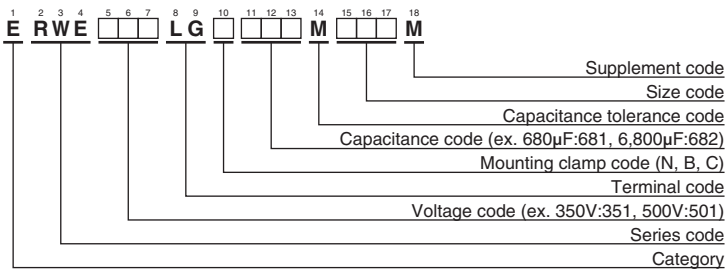 1 2 3 4 5 6 7 8 9 10 11 12 13 14 15 16 17 18
E RWE □□□ LG □ □□□ M □□□ M
Supplement code
Size code
Capacitance tolerance code
Capacitance code (ex. 680µF:681, 6,800µF:682)
Mounting clamp code (N, B, C)
Terminal code
Voltage code (ex. 350V:351, 500V:501)
Series code
Category